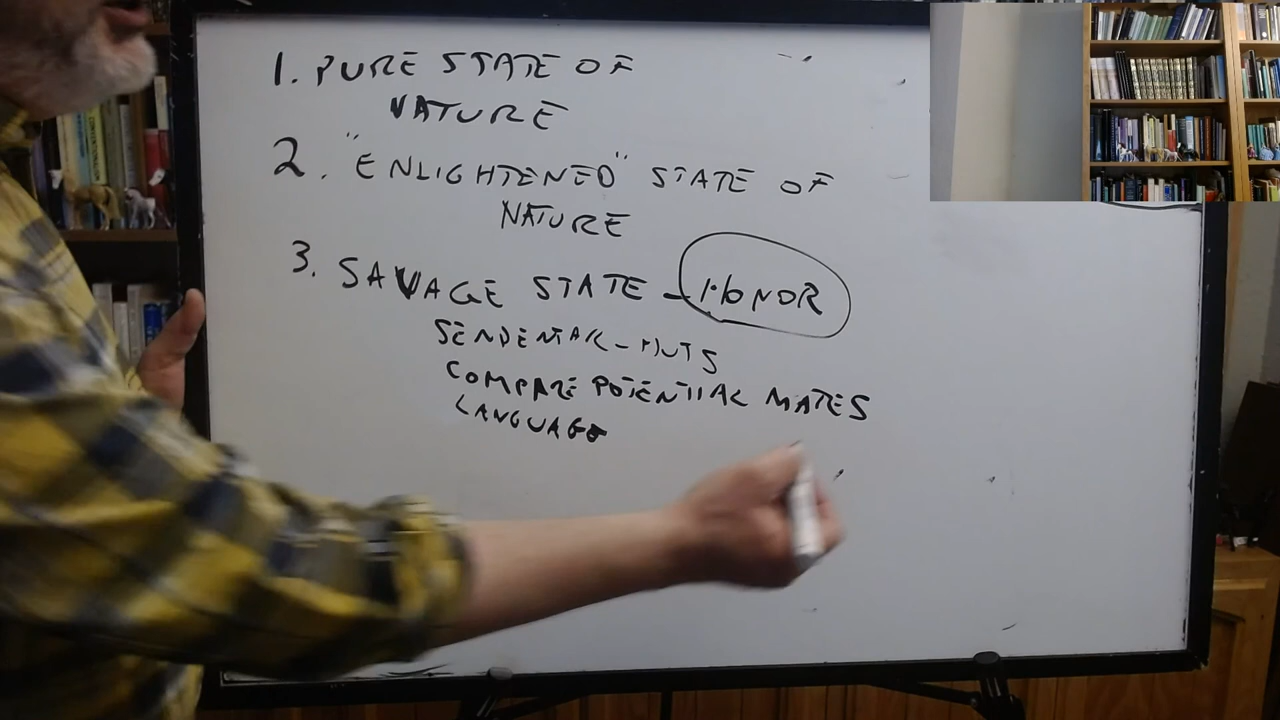 1. PURE STATE OF
NATURE
2. "ENLIGHTENED" STATE OF
NATURE
3. SAVAGE STATE - HONOR
SENDENTAR - HUTS
COMPARE POTENTIAL MATES
LANGUAGE